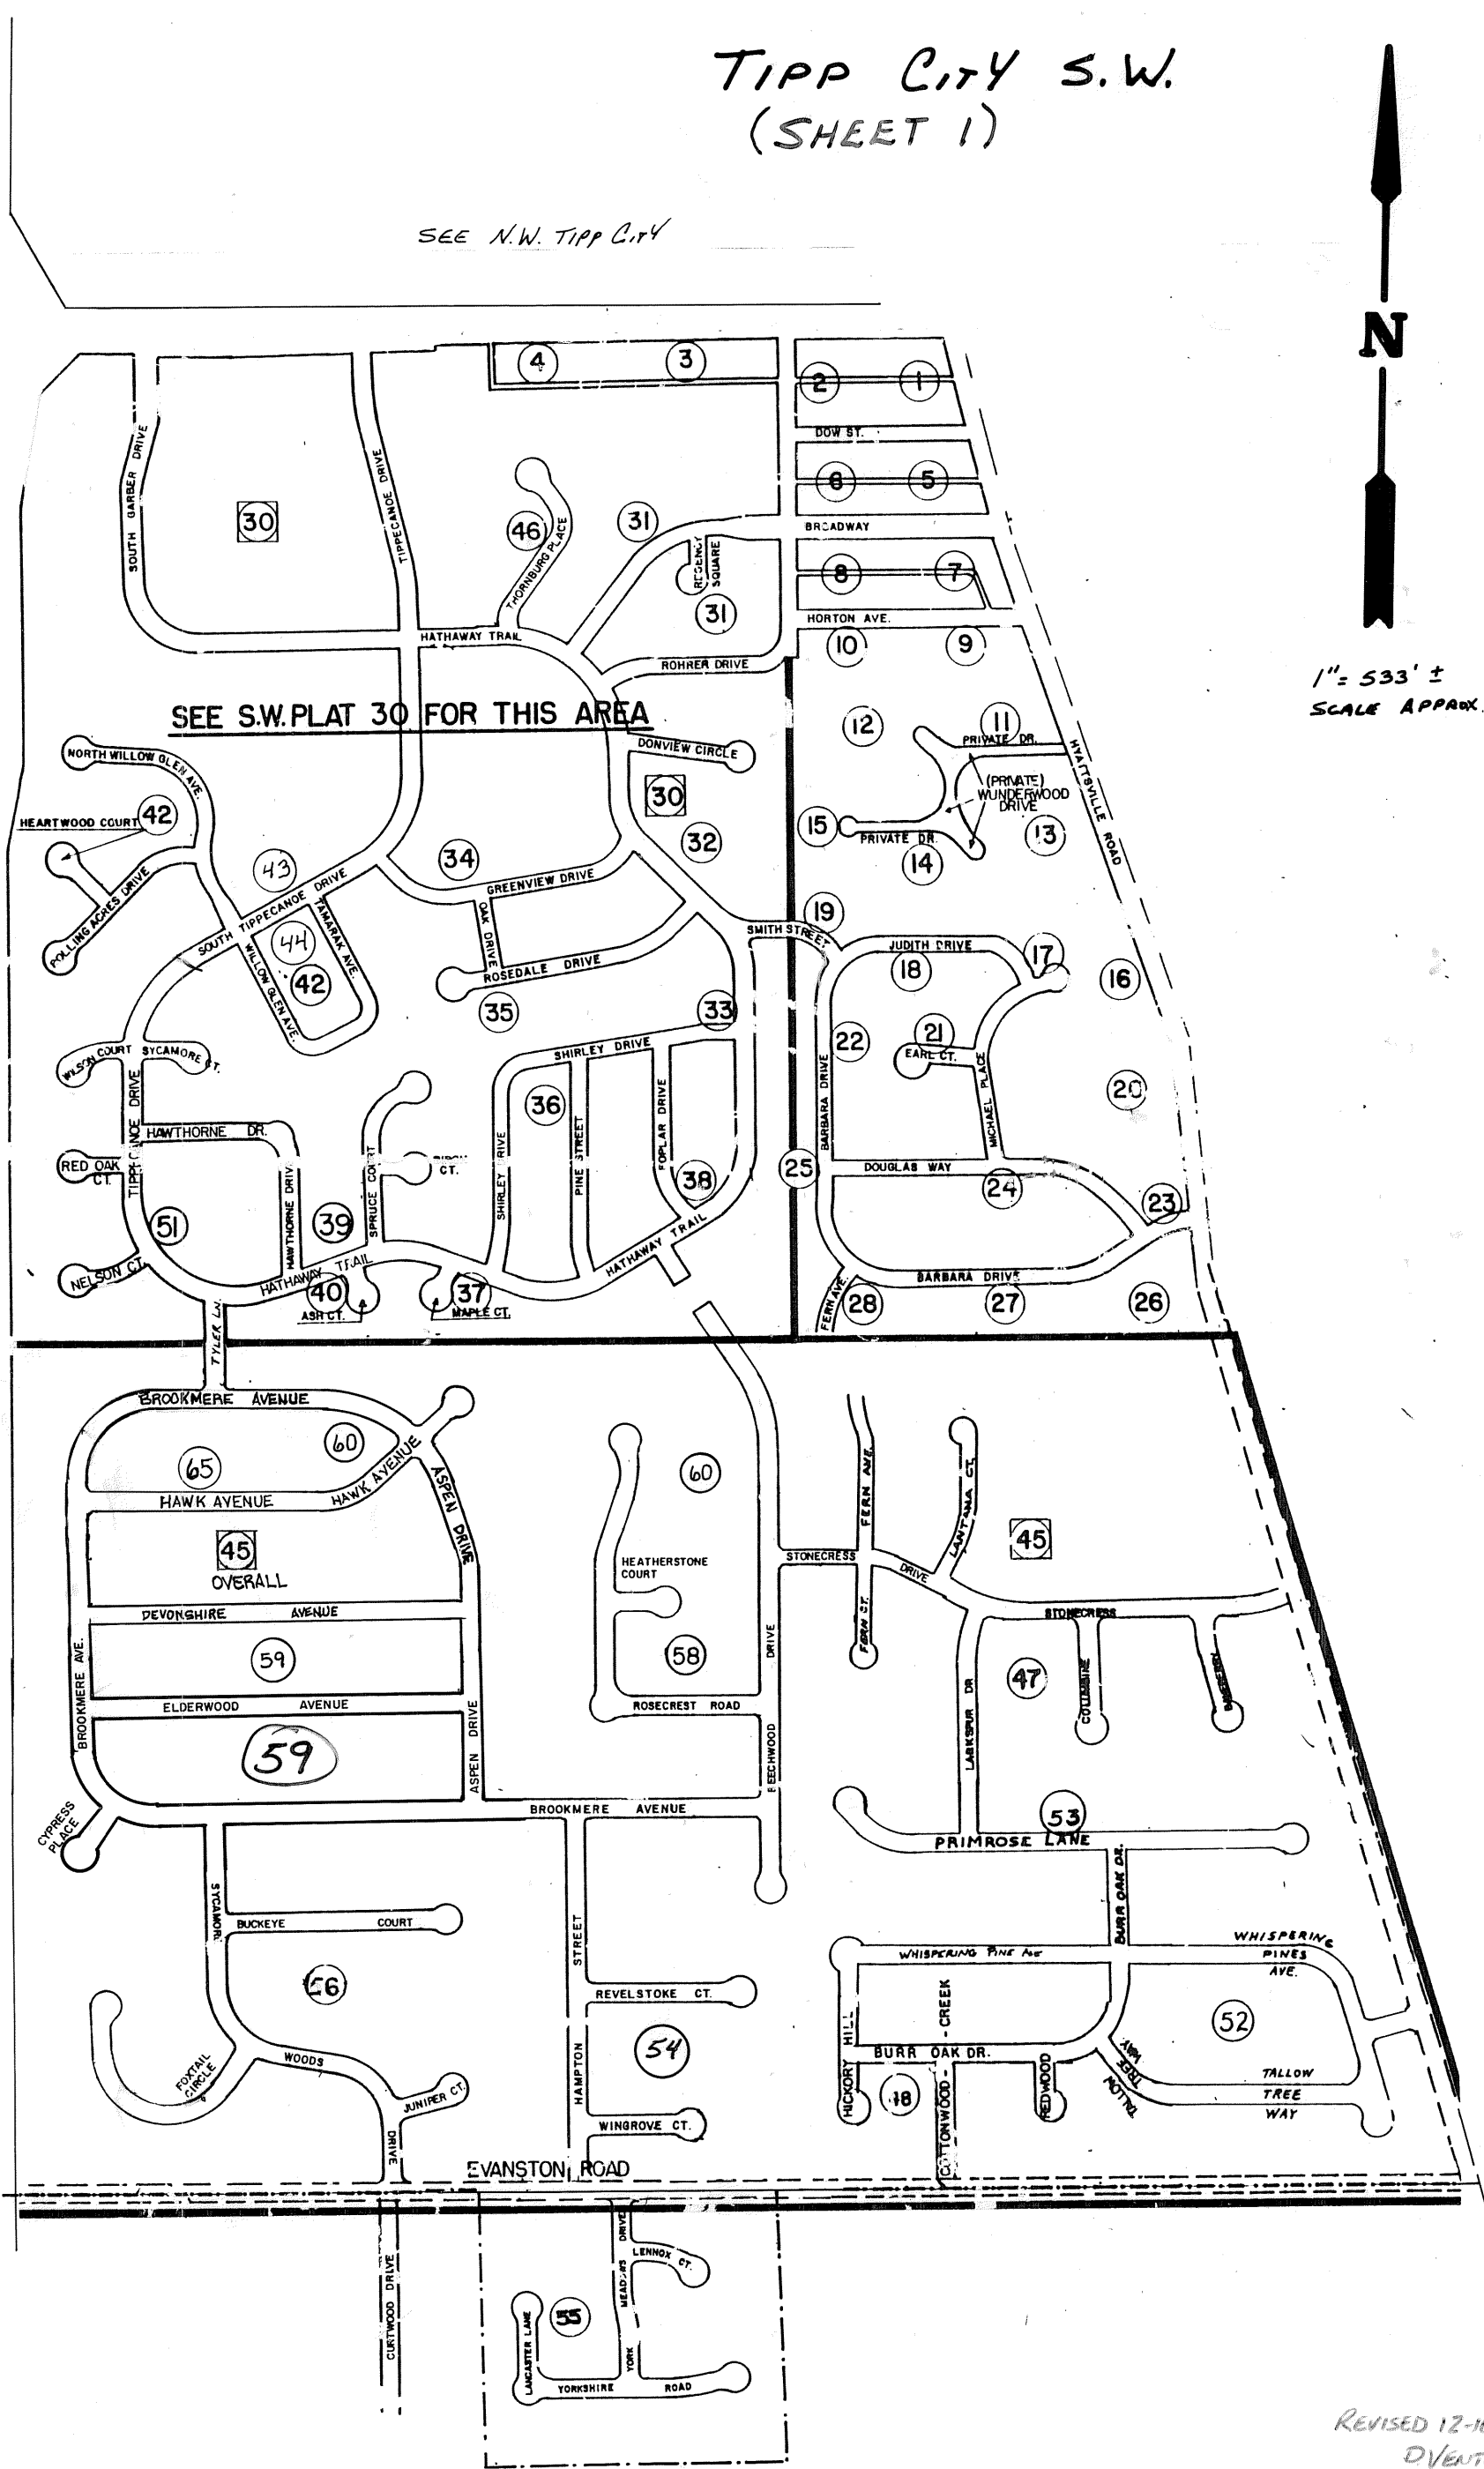 TIPP CITY S.W.
(SHEET 1)
SEE N.W. TIPP CITY
N
1"= 533' ±
SCALE APPROX.
4
3
2
1
DOW ST.
6
5
BROADWAY
8
7
HORTON AVE.
10
9
SOUTH GARBER DRIVE
30
TIPPECANOE DRIVE
46
THORNBURG PLACE
31
REGENCY
SQUARE
31
HATHAWAY TRAIL
ROHRER DRIVE
SEE S.W. PLAT 30 FOR THIS AREA
12
11
PRIVATE DR.
(PRIVATE)
WUNDERWOOD
DRIVE
HYATTSVILLE ROAD
13
15
PRIVATE DR.
14
DONVIEW CIRCLE
30
32
NORTH WILLOW GLEN AVE.
HEARTWOOD COURT
42
ROLLING ACRES DRIVE
43
SOUTH TIPPECANOE DRIVE
34
GREENVIEW DRIVE
44
42
TAMARAK AVE.
WILLOW GLEN AVE.
OAK DRIVE
ROSEDALE DRIVE
35
33
19
SMITH STREET
JUDITH DRIVE
18
17
16
22
21
EARL CT.
MICHAEL PLACE
20
BARBARA DRIVE
WILSON COURT
SYCAMORE CT.
SHIRLEY DRIVE
36
POPLAR DRIVE
PINE STREET
SHIRLEY DRIVE
TIPPECANOE DRIVE
HAWTHORNE DR.
RED OAK
CT.
HAWTHORNE DRIVE
39
SPRUCE COURT
CT.
38
25
DOUGLAS WAY
24
23
51
NELSON CT.
HATHAWAY TRAIL
HATHAWAY TRAIL
40
ASH CT.
37
MAPLE CT.
BARBARA DRIVE
FERN AVE.
28
27
26
TYLER LN.
BROOKMERE AVENUE
60
65
HAWK AVENUE
HAWK AVENUE
ASPEN DRIVE
45
OVERALL
60
FERN AVE.
LANTANA CT.
45
HEATHERSTONE
COURT
STONECRESS
DRIVE
STONECRESS
DEVONSHIRE AVENUE
59
58
FERN CT.
47
LARKSPUR DR
COLUMBINE
BROOKMERE AVE.
ELDERWOOD AVENUE
ROSECREST ROAD
59
ASPEN DRIVE
BEECHWOOD DRIVE
BROOKMERE AVENUE
CYPRESS
PLACE
53
PRIMROSE LANE
BURR OAK DR.
SYCAMORE
BUCKEYE COURT
STREET
WHISPERING PINE AVE
WHISPERING
PINES
AVE.
56
REVELSTOKE CT.
CREEK
52
54
HICKORY HILL
BURR OAK DR.
FOXTAIL
CIRCLE
WOODS
HAMPTON
TALLOW
TREE
WAY
TALLOW
TREE
WAY
JUNIPER CT.
REDWOOD
COTTONWOOD
WINGROVE CT.
DRIVE
EVANSTON ROAD
CURTWOOD DRIVE
MEADOWS DRIVE
LENNOX CT.
LANCASTER LANE
YORK
YORKSHIRE ROAD
REVISED 12-